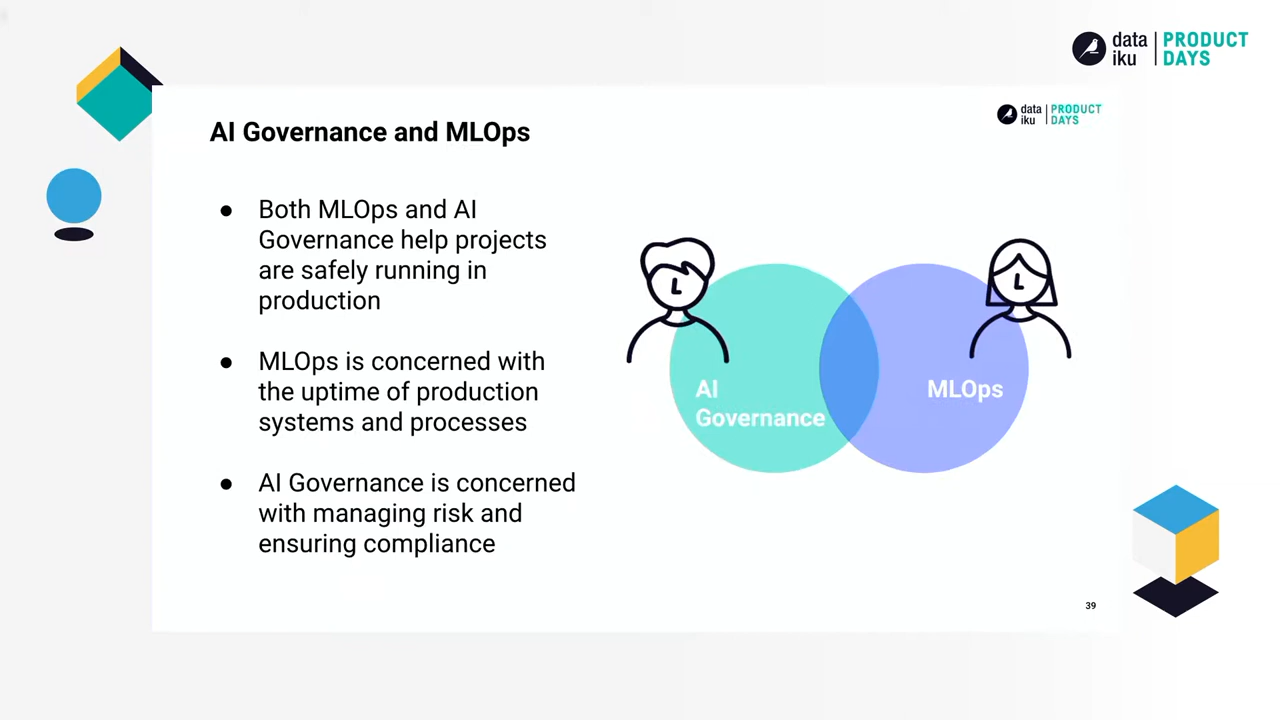 data
iku
PRODUCT
DAYS
data
iku
PRODUCT
DAYS
AI Governance and MLOps
● Both MLOps and AI
Governance help projects
are safely running in
production
● MLOps is concerned with
the uptime of production
systems and processes
● AI Governance is concerned
with managing risk and
ensuring compliance
AI
Governance
MLOps
39